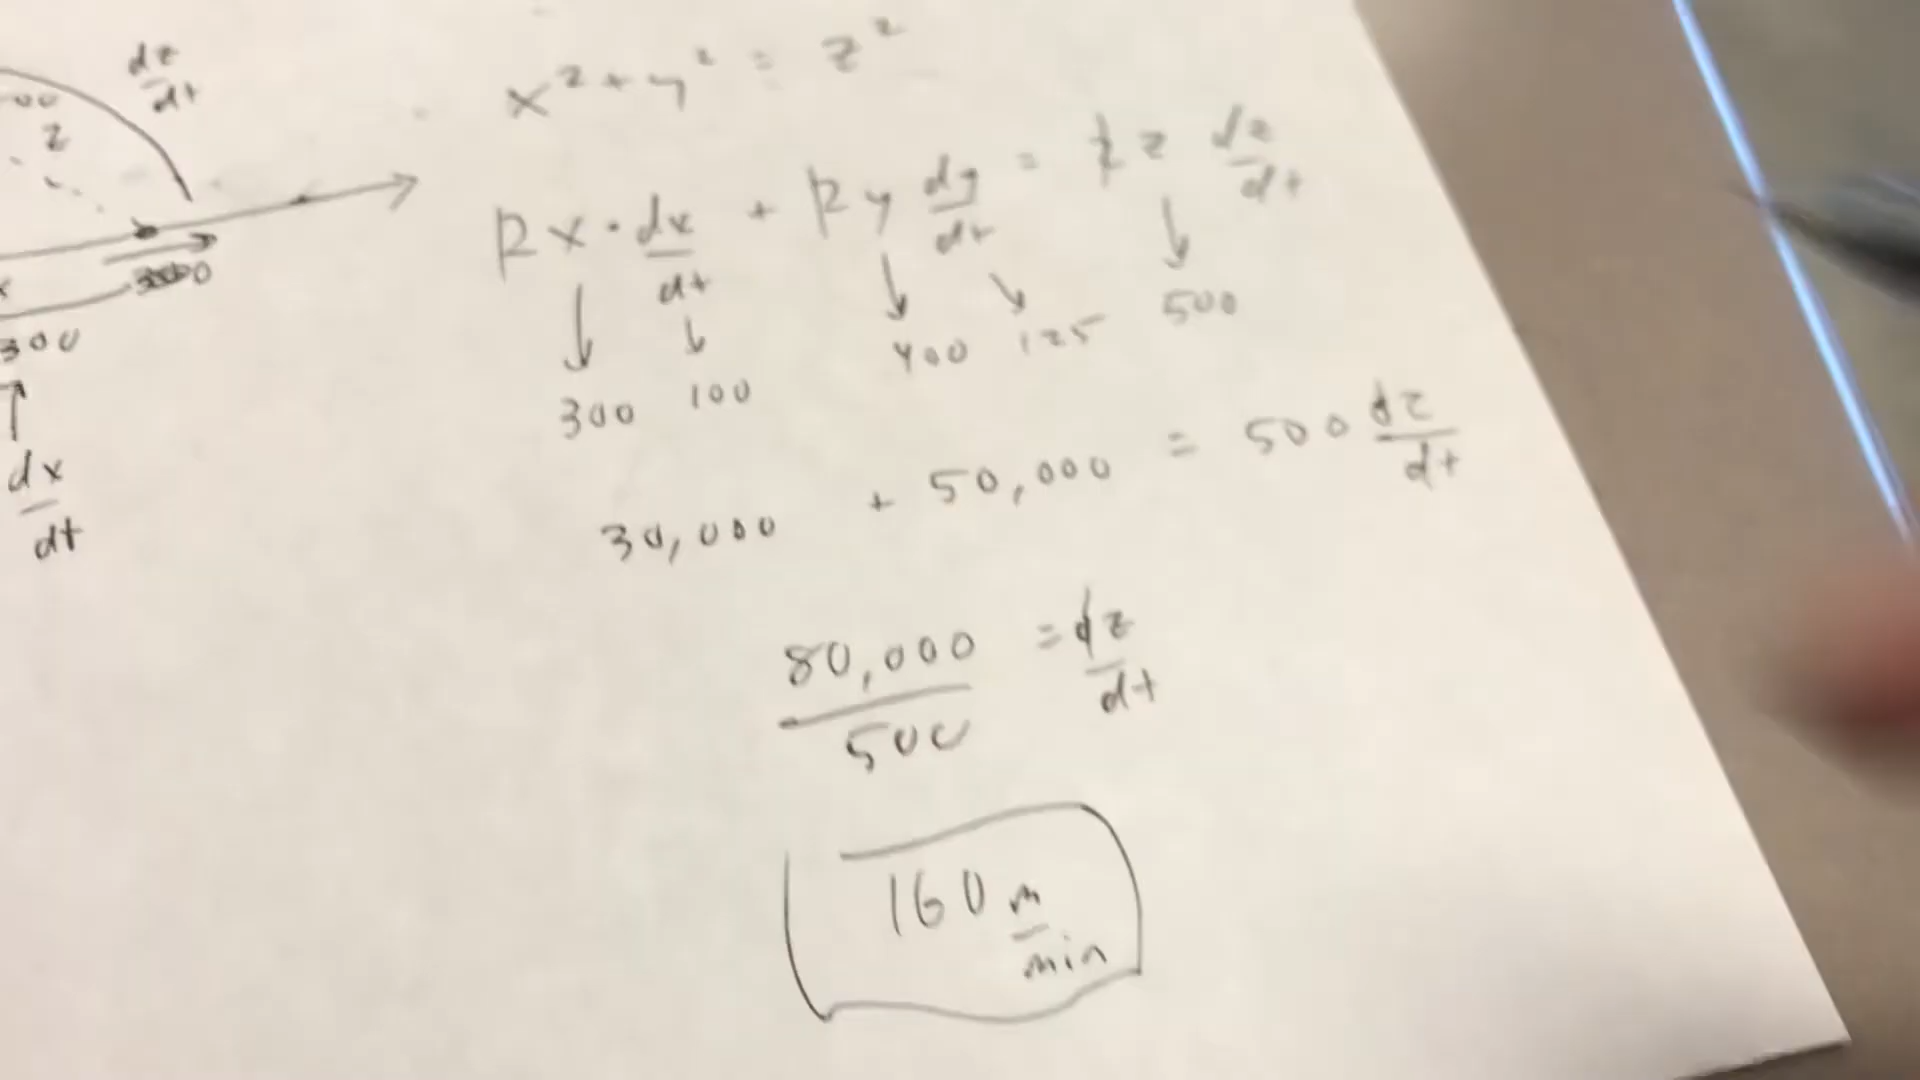 dz
dt
00
z
300
dx
dt
x² + y² = z²
2x · dx/dt + 2y dy/dt = 2z dz/dt
300 100 400 125 500
30,000 + 50,000 = 500 dz/dt
80,000/500 = dz/dt
160 m/min